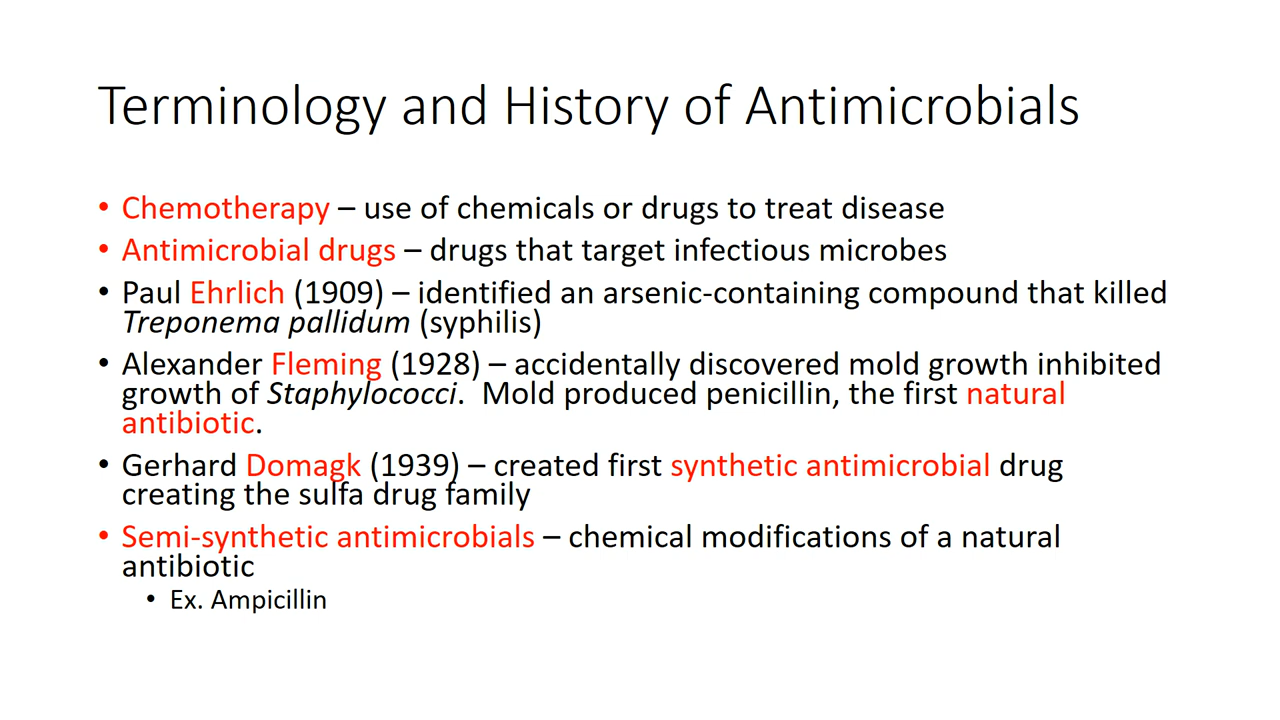 Terminology and History of Antimicrobials
• Chemotherapy – use of chemicals or drugs to treat disease
• Antimicrobial drugs – drugs that target infectious microbes
• Paul Ehrlich (1909) – identified an arsenic-containing compound that killed
Treponema pallidum (syphilis)
• Alexander Fleming (1928) – accidentally discovered mold growth inhibited
growth of Staphylococci.  Mold produced penicillin, the first natural
antibiotic.
• Gerhard Domagk (1939) – created first synthetic antimicrobial drug
creating the sulfa drug family
• Semi-synthetic antimicrobials – chemical modifications of a natural
antibiotic
• Ex. Ampicillin